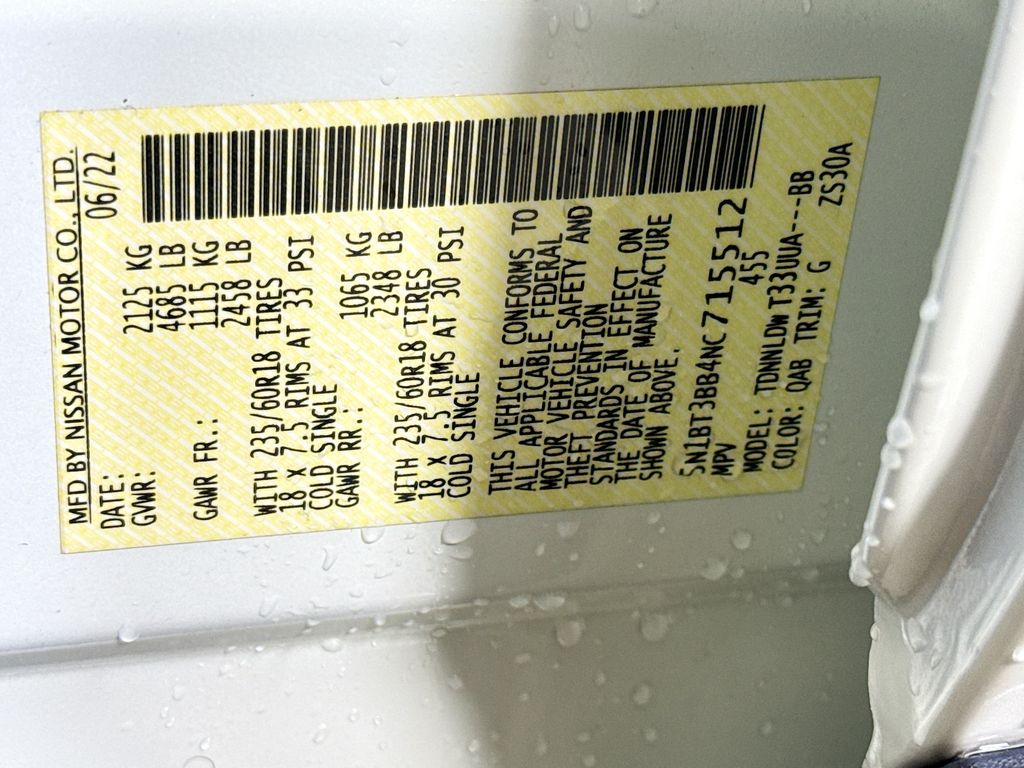 MFD BY NISSAN MOTOR CO., LTD.
DATE: 06/22
GVWR: 2125 KG
4685 LB
GAWR FR.: 1115 KG
2458 LB
WITH 235/60R18 TIRES
18 x 7.5 RIMS AT 33 PSI
COLD SINGLE
GAWR RR.: 1065 KG
2348 LB
WITH 235/60R18 TIRES
18 x 7.5 RIMS AT 30 PSI
COLD SINGLE
THIS VEHICLE CONFORMS TO
ALL APPLICABLE FEDERAL
MOTOR VEHICLE SAFETY AND
THEFT PREVENTION
STANDARDS IN EFFECT ON
THE DATE OF MANUFACTURE
SHOWN ABOVE.
5N1BT3BB4NC715512
MPV 455
MODEL: TDNNLDW T33UUA---BB
COLOR: QAB TRIM: G ZS30A